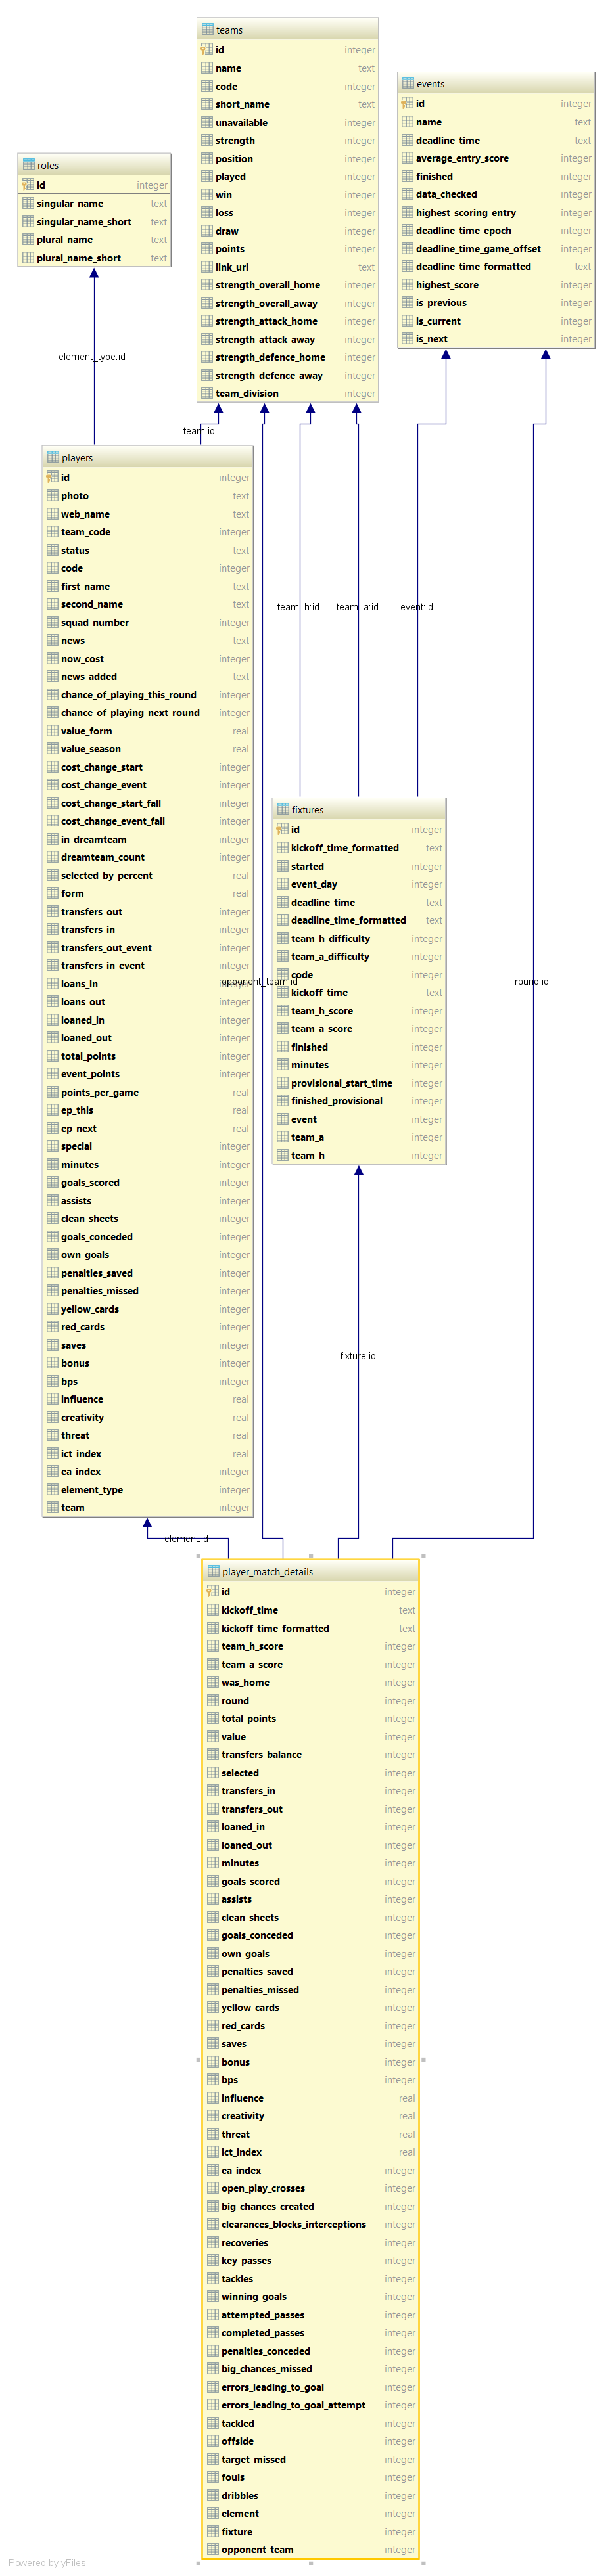 teams
id integer
name text
code integer
short_name text
unavailable integer
strength integer
position integer
played integer
win integer
loss integer
draw integer
points integer
link_url text
strength_overall_home integer
strength_overall_away integer
strength_attack_home integer
strength_attack_away integer
strength_defence_home integer
strength_defence_away integer
team_division integer
events
id integer
name text
deadline_time text
average_entry_score integer
finished integer
data_checked integer
highest_scoring_entry integer
deadline_time_epoch integer
deadline_time_game_offset integer
deadline_time_formatted text
highest_score integer
is_previous integer
is_current integer
is_next integer
roles
id integer
singular_name text
singular_name_short text
plural_name text
plural_name_short text
element_type:id
team:id
players
id integer
photo text
web_name text
team_code integer
status text
code integer
first_name text
second_name text
squad_number integer
news text
now_cost integer
news_added text
chance_of_playing_this_round integer
chance_of_playing_next_round integer
value_form real
value_season real
cost_change_start integer
cost_change_event integer
cost_change_start_fall integer
cost_change_event_fall integer
in_dreamteam integer
dreamteam_count integer
selected_by_percent real
form real
transfers_out integer
transfers_in integer
transfers_out_event integer
transfers_in_event integer
loans_in integer
loans_out integer
loaned_in integer
loaned_out integer
total_points integer
event_points integer
points_per_game real
ep_this real
ep_next real
special integer
minutes integer
goals_scored integer
assists integer
clean_sheets integer
goals_conceded integer
own_goals integer
penalties_saved integer
penalties_missed integer
yellow_cards integer
red_cards integer
saves integer
bonus integer
bps integer
influence real
creativity real
threat real
ict_index real
ea_index integer
element_type integer
team integer
team_h:id
team_a:id
event:id
fixtures
id integer
kickoff_time_formatted text
started integer
event_day integer
deadline_time text
deadline_time_formatted text
team_h_difficulty integer
team_a_difficulty integer
code integer
kickoff_time text
team_h_score integer
team_a_score integer
finished integer
minutes integer
provisional_start_time integer
finished_provisional integer
event integer
team_a integer
team_h integer
opponent_team:id
round:id
fixture:id
element:id
player_match_details
id integer
kickoff_time text
kickoff_time_formatted text
team_h_score integer
team_a_score integer
was_home integer
round integer
total_points integer
value integer
transfers_balance integer
selected integer
transfers_in integer
transfers_out integer
loaned_in integer
loaned_out integer
minutes integer
goals_scored integer
assists integer
clean_sheets integer
goals_conceded integer
own_goals integer
penalties_saved integer
penalties_missed integer
yellow_cards integer
red_cards integer
saves integer
bonus integer
bps integer
influence real
creativity real
threat real
ict_index real
ea_index integer
open_play_crosses integer
big_chances_created integer
clearances_blocks_interceptions integer
recoveries integer
key_passes integer
tackles integer
winning_goals integer
attempted_passes integer
completed_passes integer
penalties_conceded integer
big_chances_missed integer
errors_leading_to_goal integer
errors_leading_to_goal_attempt integer
tackled integer
offside integer
target_missed integer
fouls integer
dribbles integer
element integer
fixture integer
opponent_team integer
Powered by yFiles